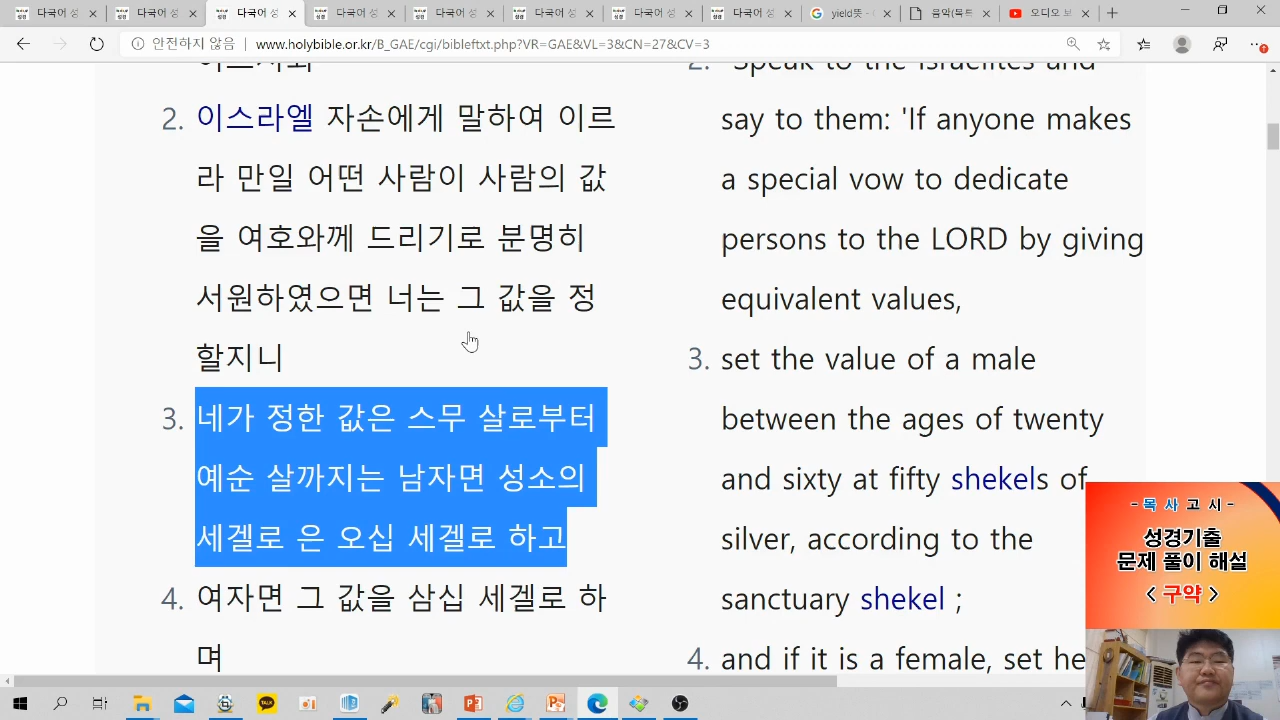 다국어 성
다국어 성
다국어 성
다국어 성
다국어 성
다국어 성
다국어 성
다국어 성
yield뜻 - G
음악(목트
오디오 보
안전하지 않음
www.holybible.or.kr/B_GAE/cgi/bibleftxt.php?VR=GAE&VL=3&CN=27&CV=3
2. 이스라엘 자손에게 말하여 이르
라 만일 어떤 사람이 사람의 값
을 여호와께 드리기로 분명히
서원하였으면 너는 그 값을 정
할지니
3. 네가 정한 값은 스무 살로부터
예순 살까지는 남자면 성소의
세겔로 은 오십 세겔로 하고
4. 여자면 그 값을 삼십 세겔로 하
며
2. "Speak to the Israelites and
say to them: 'If anyone makes
a special vow to dedicate
persons to the LORD by giving
equivalent values,
3. set the value of a male
between the ages of twenty
and sixty at fifty shekels of
silver, according to the
sanctuary shekel ;
4. and if it is a female, set he
- 목 사 고 시 -
성경기출
문제 풀이 해설
< 구약 >
TALK